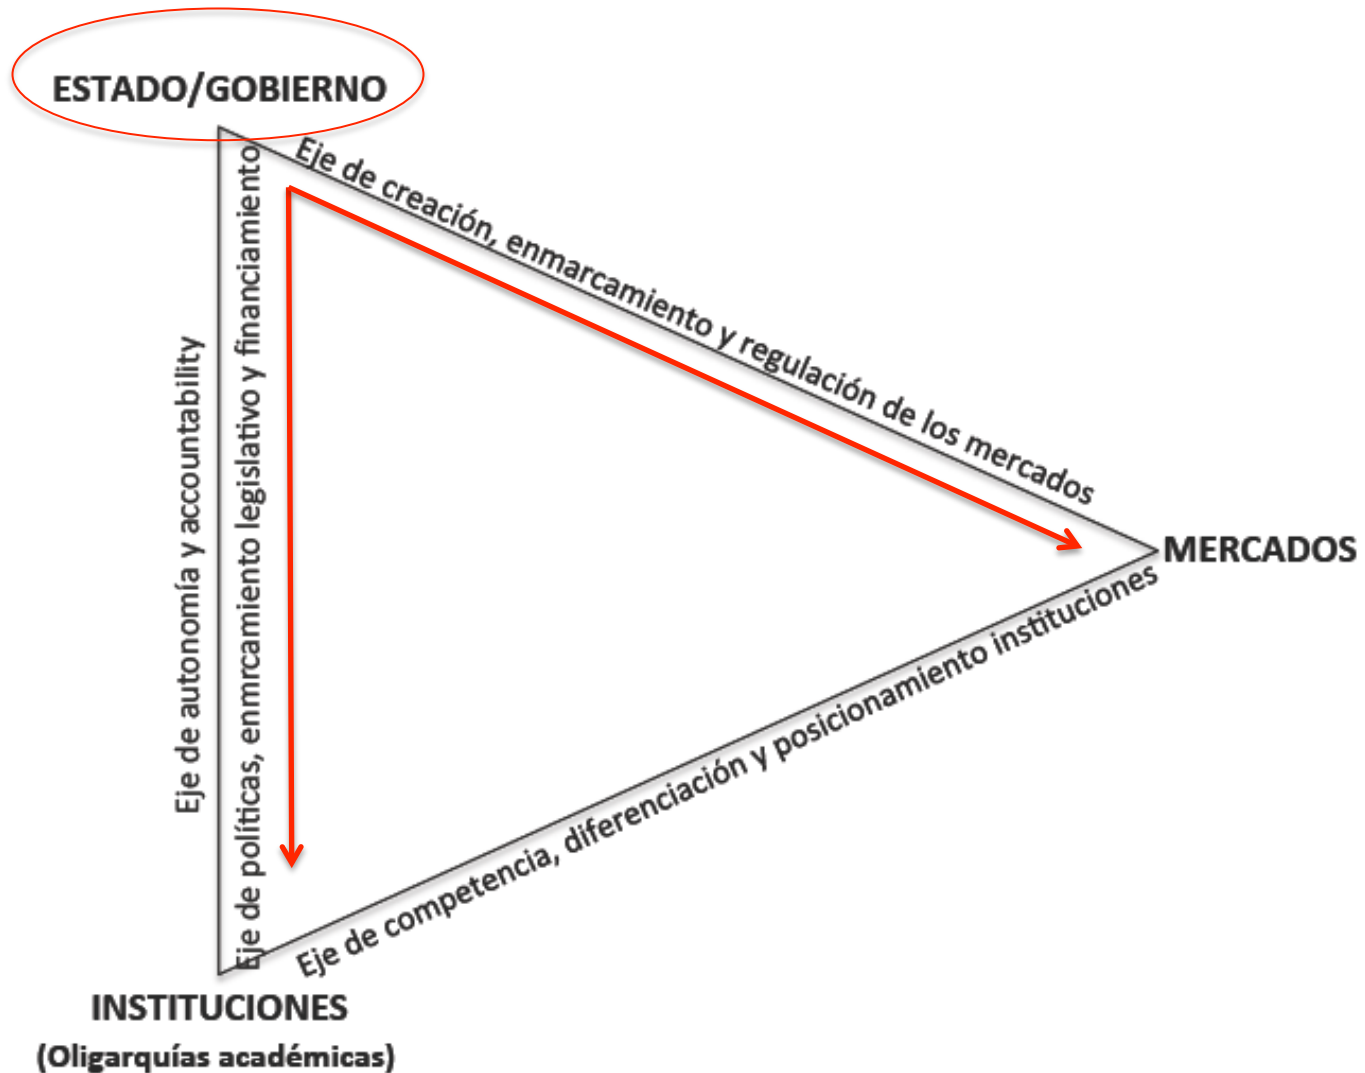 ESTADO/GOBIERNO
Eje de creación, enmarcamiento y regulación de los mercados
Eje de autonomía y accountability
Eje de políticas, enmrcamiento legislativo y financiamiento
MERCADOS
Eje de competencia, diferenciación y posicionamiento instituciones
INSTITUCIONES
(Oligarquías académicas)